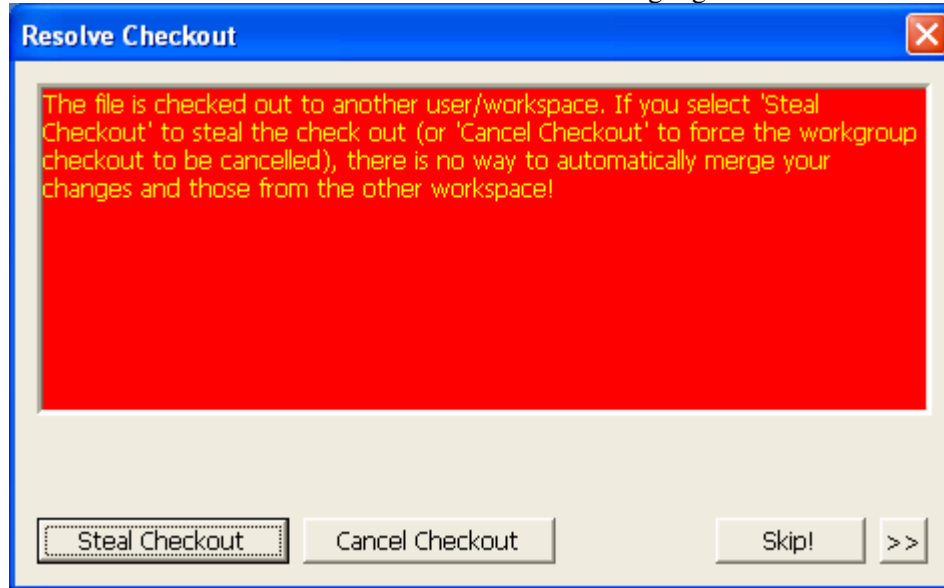 Resolve Checkout
The file is checked out to another user/workspace. If you select 'Steal
Checkout' to steal the check out (or 'Cancel Checkout' to force the workgroup
checkout to be cancelled), there is no way to automatically merge your
changes and those from the other workspace!
Steal Checkout Cancel Checkout Skip! >>